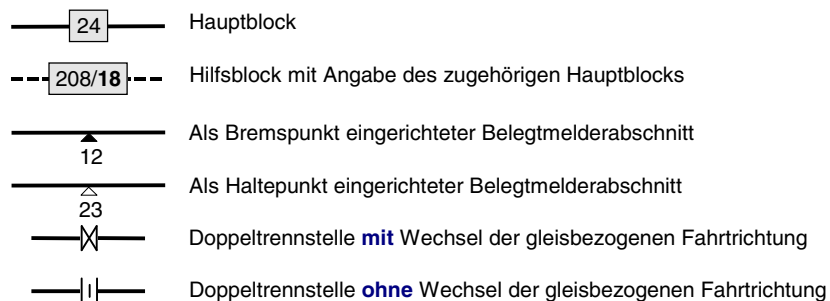 24 Hauptblock
208/18 Hilfsblock mit Angabe des zugehörigen Hauptblocks
Als Bremspunkt eingerichteter Belegtmelderabschnitt
12
Als Haltepunkt eingerichteter Belegtmelderabschnitt
23
Doppeltrennstelle mit Wechsel der gleisbezogenen Fahrtrichtung
Doppeltrennstelle ohne Wechsel der gleisbezogenen Fahrtrichtung